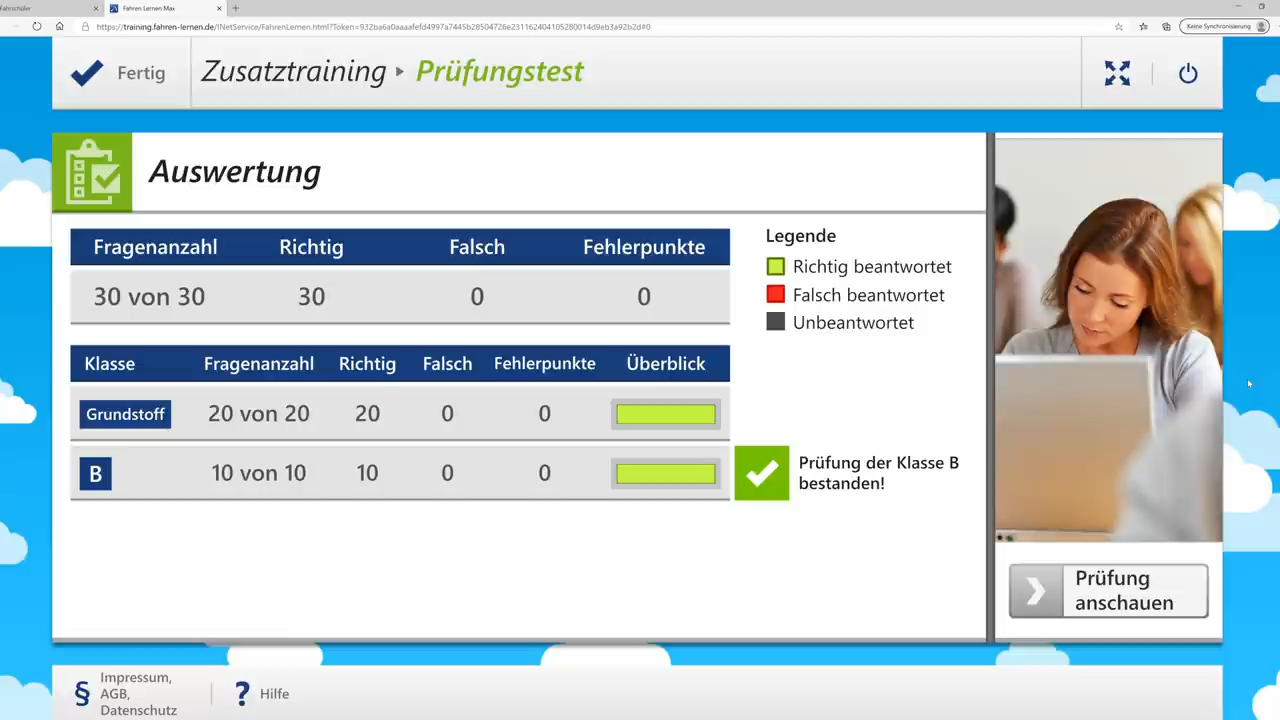 Fahrschüler
Fahren Lernen Max
https://training.fahren-lernen.de/INetService/FahrenLernen.html?Token=932ba6a0aaaafefd4997a7445b28504726e231162404105280014d9eb3a92b2d#0
Keine Synchronisierung
Fertig
Zusatztraining ▸ Prüfungstest
Auswertung
Fragenanzahl Richtig Falsch Fehlerpunkte
30 von 30 30 0 0
Legende
Richtig beantwortet
Falsch beantwortet
Unbeantwortet
Klasse Fragenanzahl Richtig Falsch Fehlerpunkte Überblick
Grundstoff 20 von 20 20 0 0
B 10 von 10 10 0 0
Prüfung der Klasse B
bestanden!
Prüfung
anschauen
§ Impressum,
AGB,
Datenschutz
? Hilfe